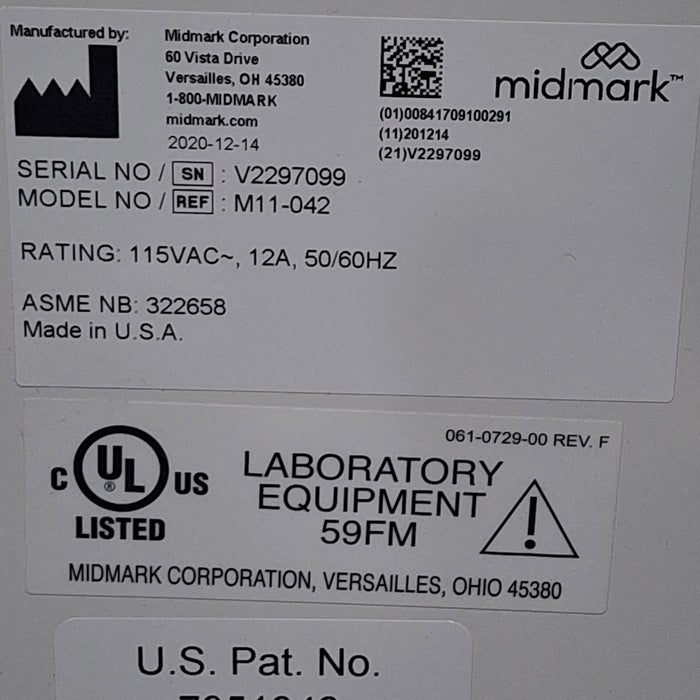 Manufactured by:
Midmark Corporation
60 Vista Drive
Versailles, OH 45380
1-800-MIDMARK
midmark.com
2020-12-14
midmark™
(01)00841709100291
(11)201214
(21)V2297099
SERIAL NO / SN : V2297099
MODEL NO / REF : M11-042
RATING: 115VAC~, 12A, 50/60HZ
ASME NB: 322658
Made in U.S.A.
061-0729-00 REV. F
C UL ® US
LISTED
LABORATORY
EQUIPMENT
59FM
!
MIDMARK CORPORATION, VERSAILLES, OHIO 45380
U.S. Pat. No.